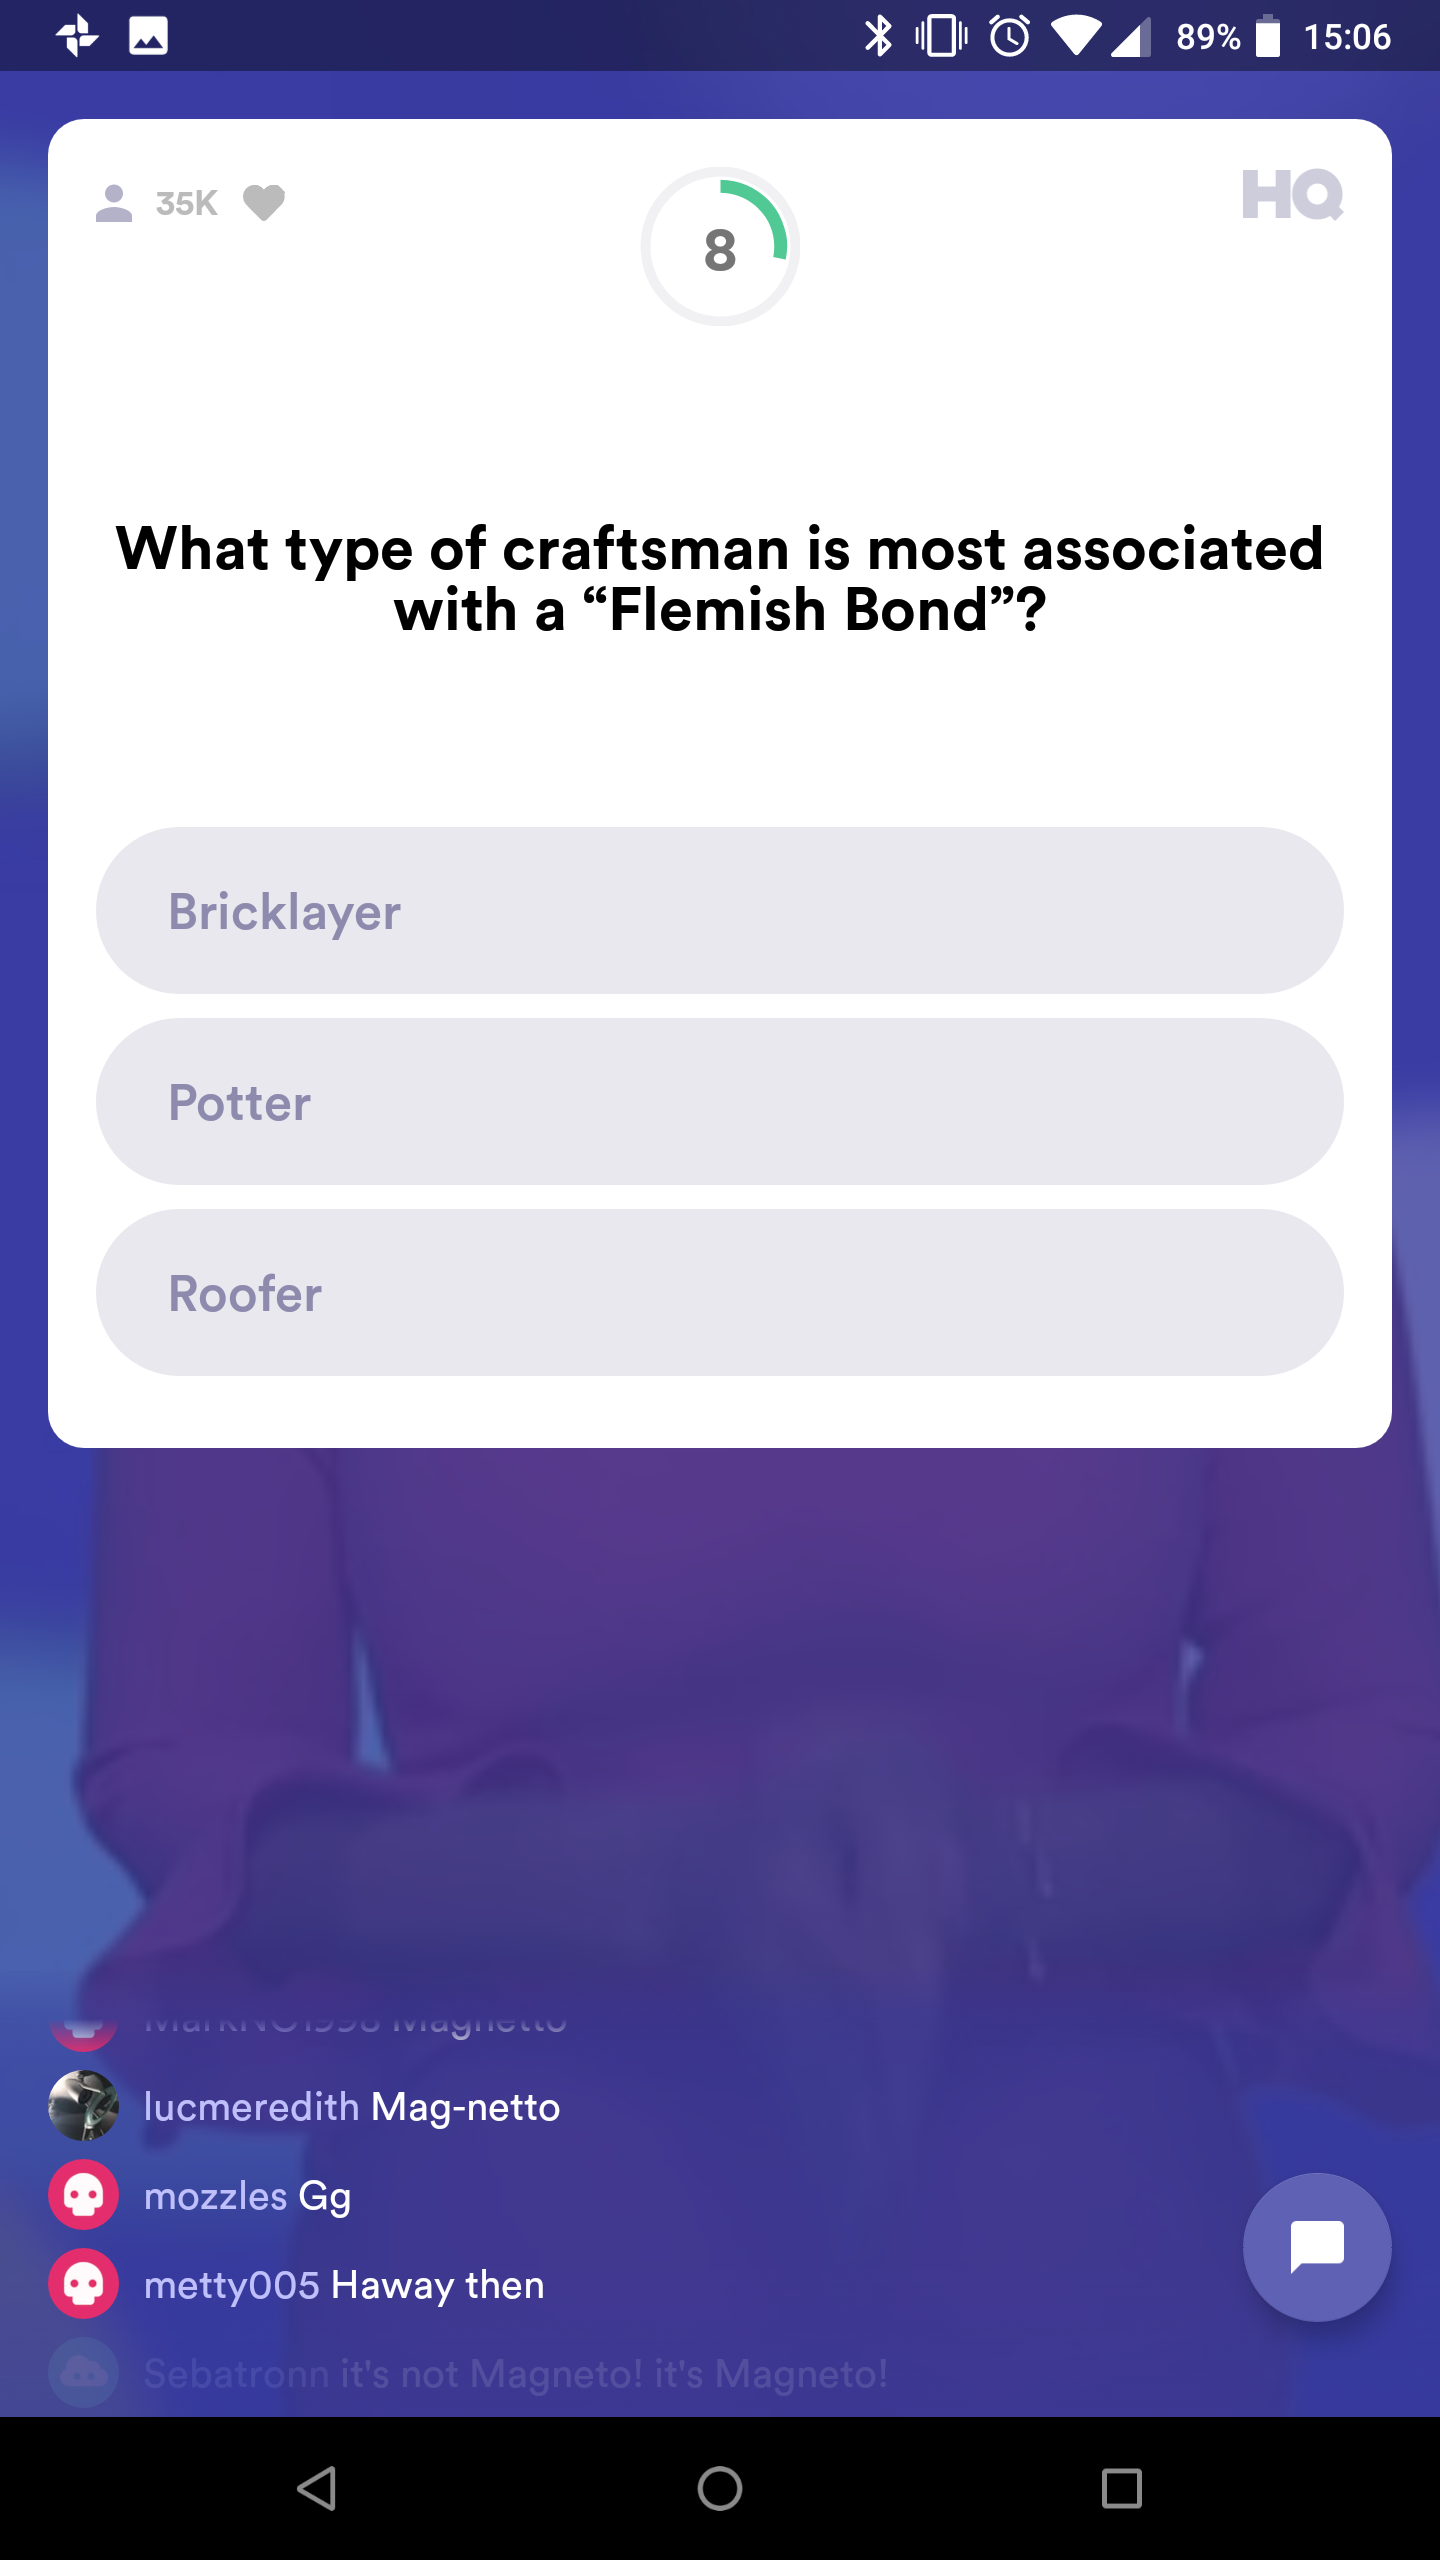 89% 15:06
35K
8
HQ
What type of craftsman is most associated
with a “Flemish Bond”?
Bricklayer
Potter
Roofer
MarkNO1998 Magnetto
lucmeredith Mag-netto
mozzles Gg
metty005 Haway then
Sebatronn it's not Magneto! it's Magneto!